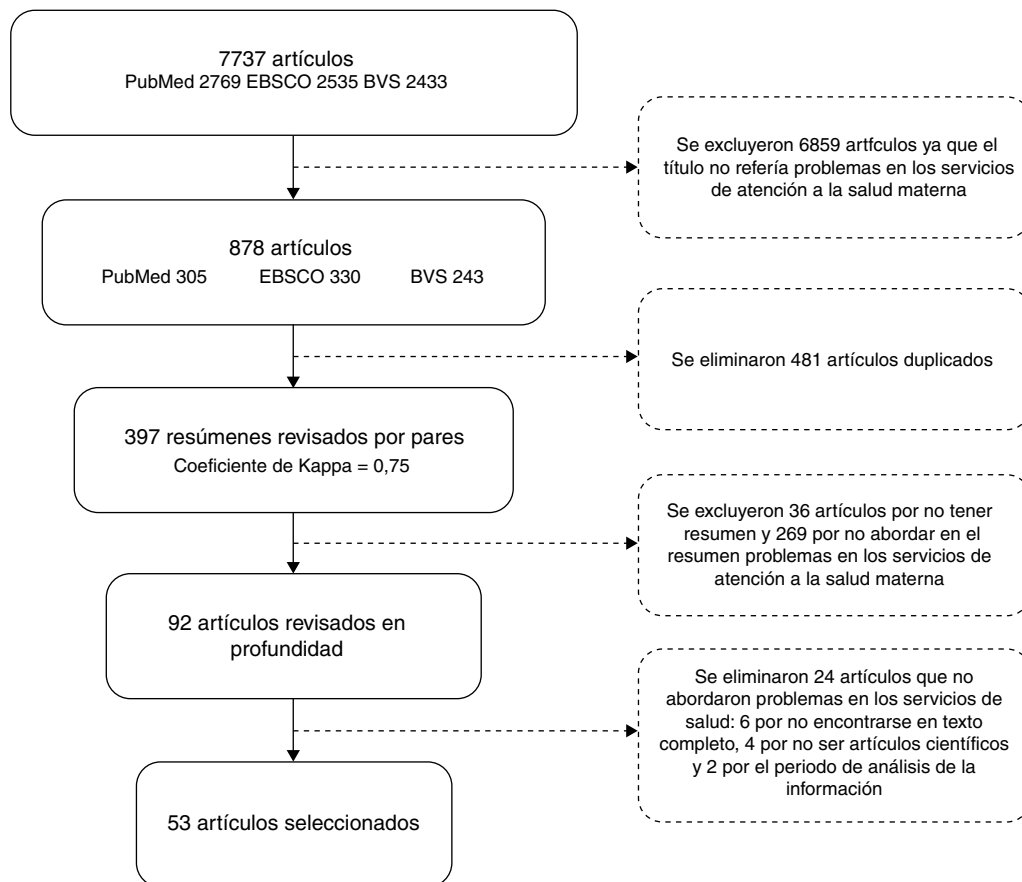 7737 artículos
PubMed 2769 EBSCO 2535 BVS 2433
Se excluyeron 6859 artfculos ya que el
título no refería problemas en los servicios
de atención a la salud materna
878 artículos
PubMed 305 EBSCO 330 BVS 243
Se eliminaron 481 artículos duplicados
397 resúmenes revisados por pares
Coeficiente de Kappa = 0,75
Se excluyeron 36 artículos por no tener
resumen y 269 por no abordar en el
resumen problemas en los servicios de
atención a la salud materna
92 artículos revisados en
profundidad
Se eliminaron 24 artículos que no
abordaron problemas en los servicios de
salud: 6 por no encontrarse en texto
completo, 4 por no ser artículos científicos
y 2 por el periodo de análisis de la
información
53 artículos seleccionados